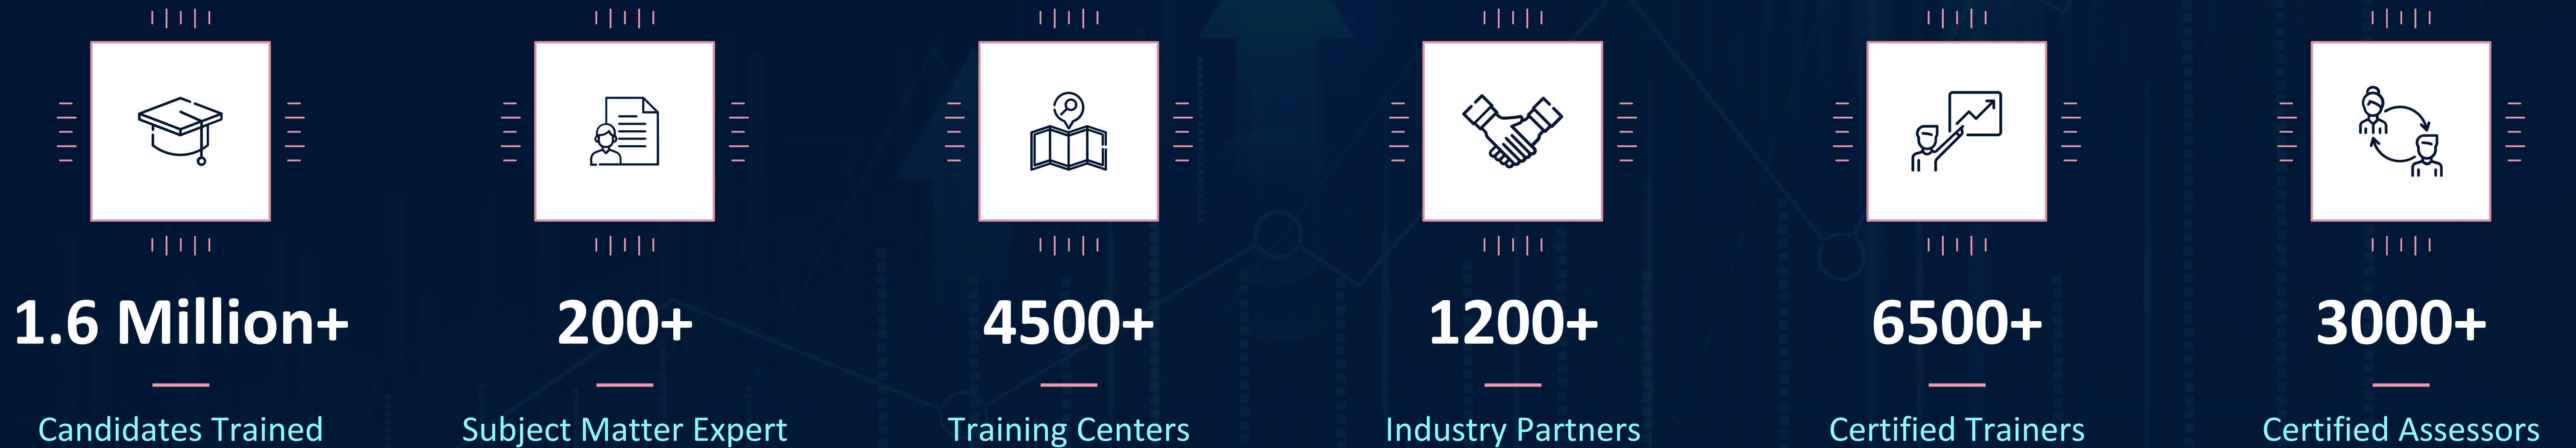 1.6 Million+
Candidates Trained
200+
Subject Matter Expert
4500+
Training Centers
1200+
Industry Partners
6500+
Certified Trainers
3000+
Certified Assessors